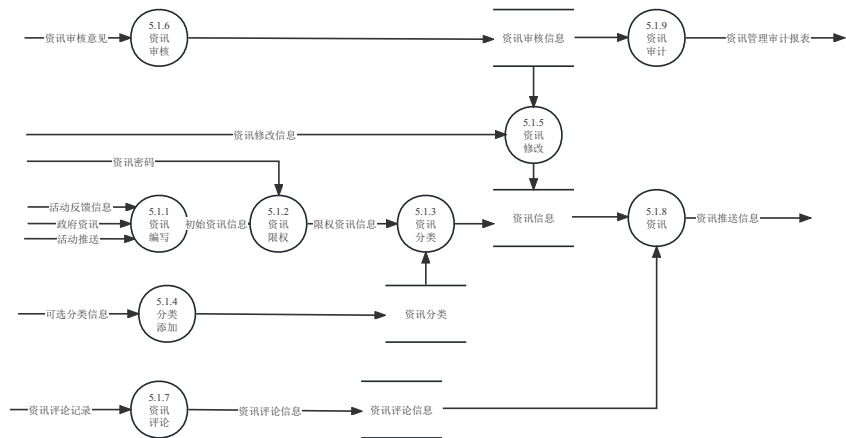 资讯审核意见
5.1.6
资讯
审核
资讯审核信息
5.1.9
资讯
审计
资讯管理审计报表
资讯修改信息
5.1.5
资讯
修改
资讯密码
活动反馈信息
政府资讯
活动推送
5.1.1
资讯
编写
初始资讯信息
5.1.2
资讯
限权
限权资讯信息
5.1.3
资讯
分类
资讯信息
5.1.8
资讯
资讯推送信息
可选分类信息
5.1.4
分类
添加
资讯分类
资讯评论记录
5.1.7
资讯
评论
资讯评论信息
资讯评论信息